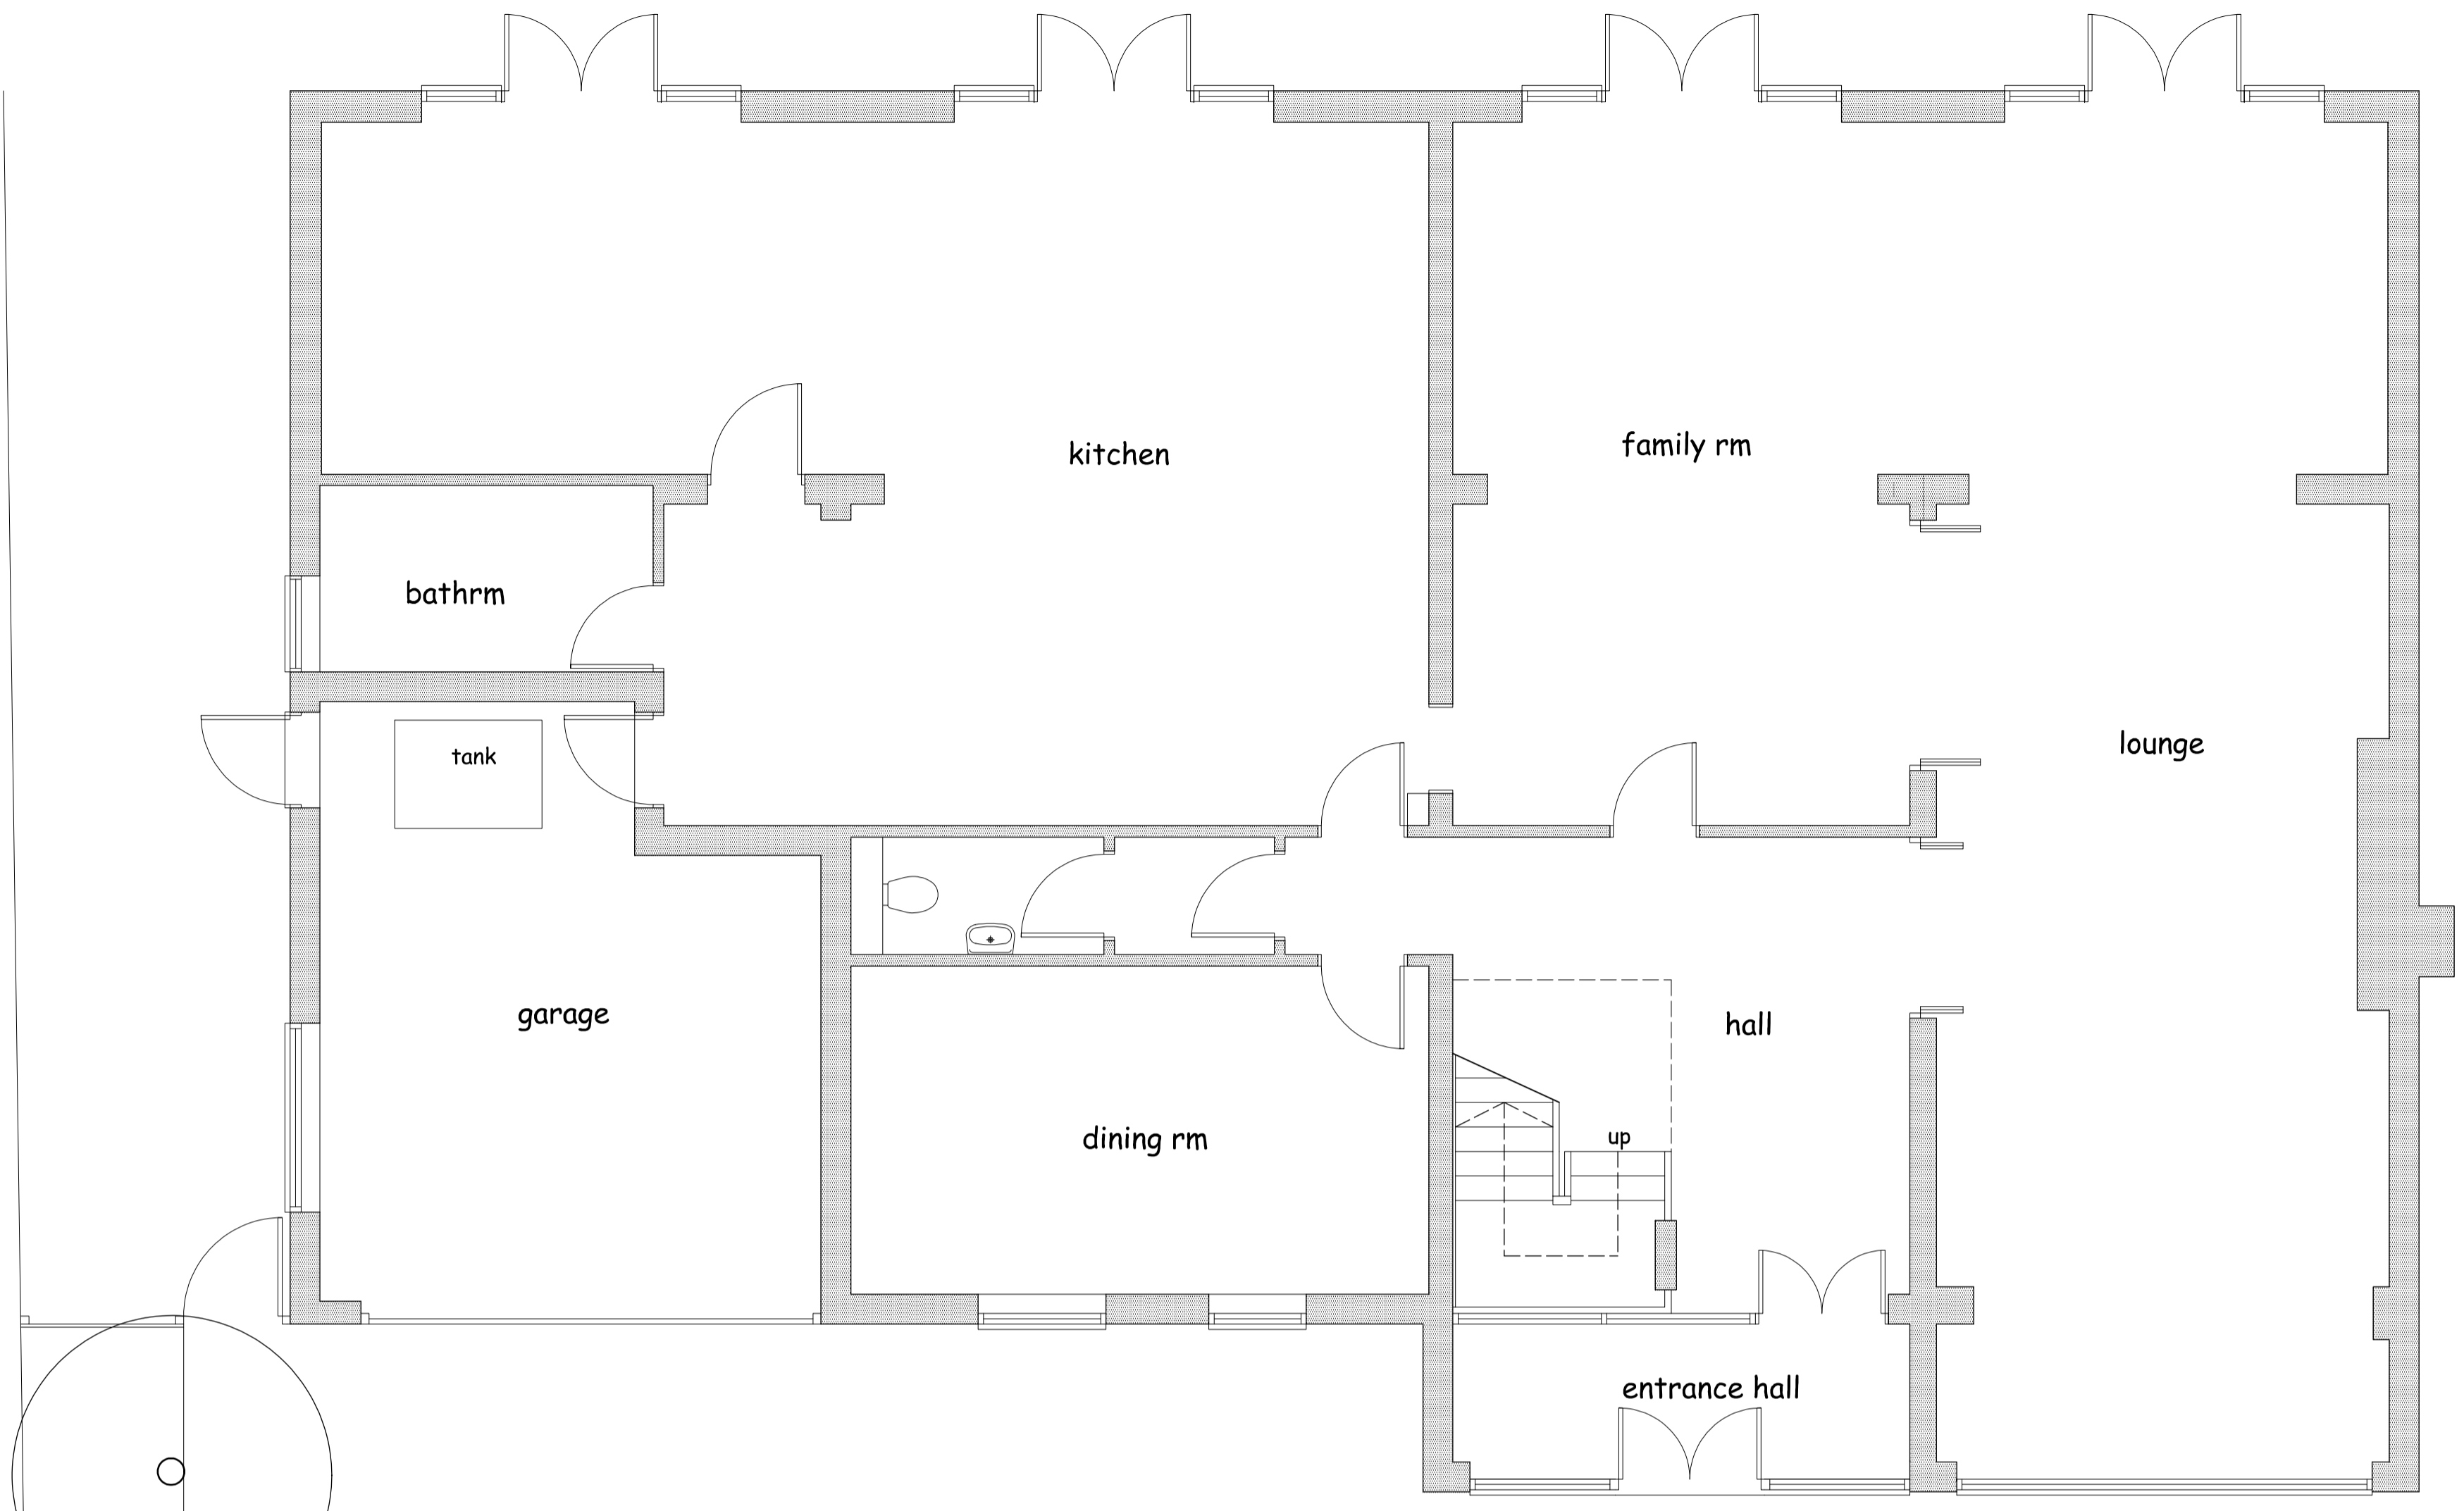 family rm
kitchen
bathrm
lounge
tank
garage
hall
dining rm
up
entrance hall